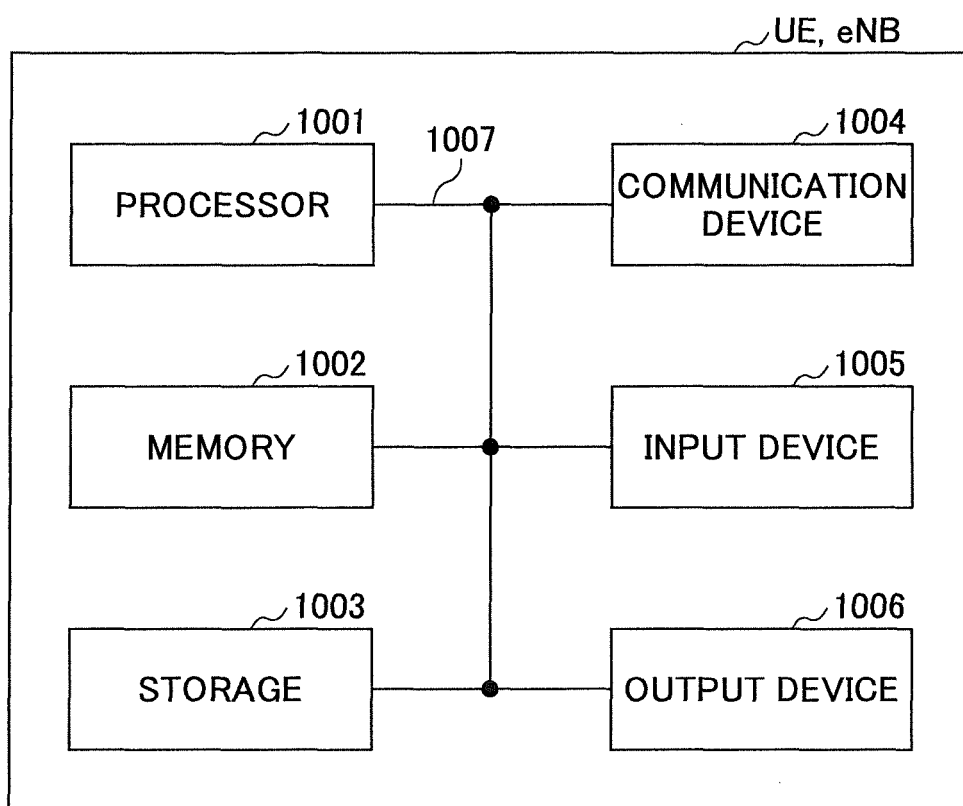 UE, eNB
1001
PROCESSOR
1007
1004
COMMUNICATION
DEVICE
1002
MEMORY
1005
INPUT DEVICE
1003
STORAGE
1006
OUTPUT DEVICE